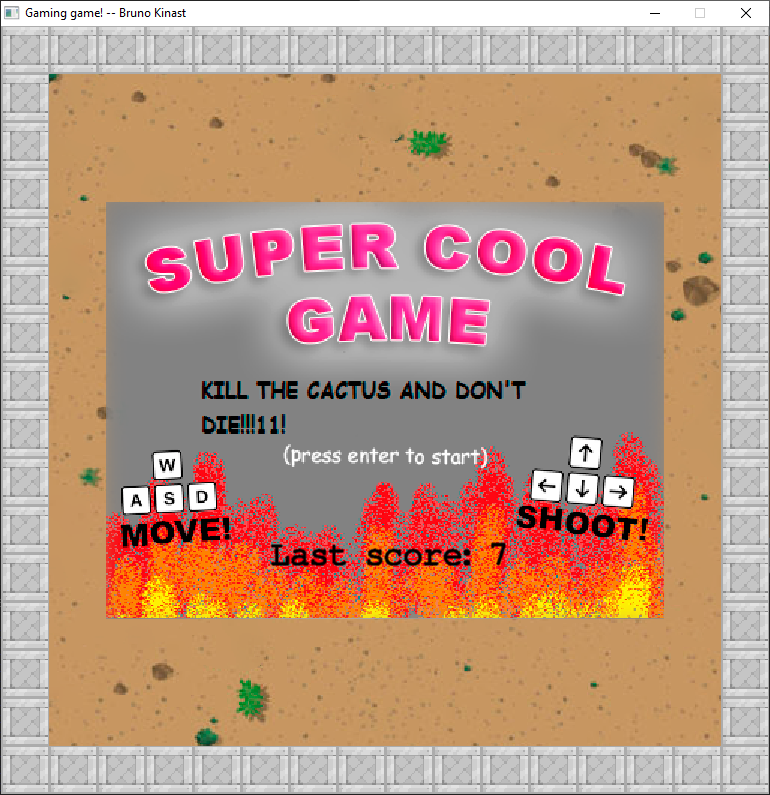 Gaming game! -- Bruno Kinast
SUPER COOL
GAME
KILL THE CACTUS AND DON'T
DIE!!!11!
(press enter to start)
W
A S D
MOVE!
↑
← ↓ →
SHOOT!
Last score: 7